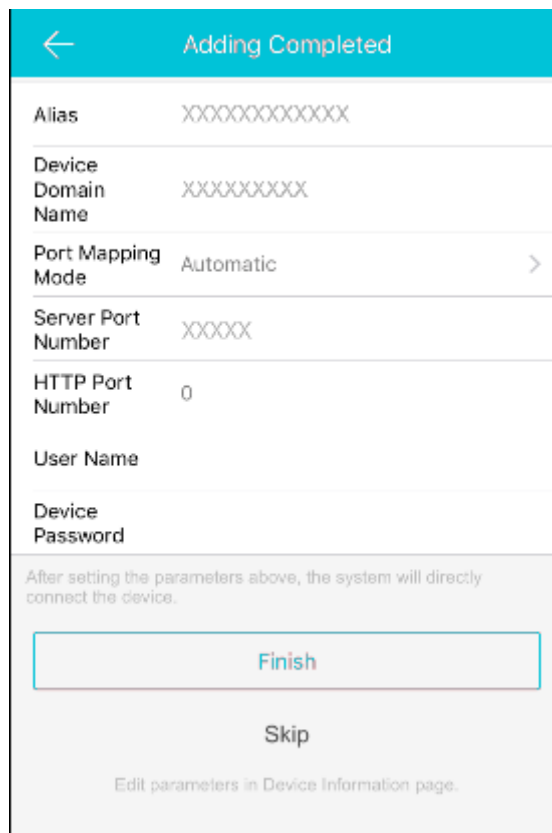 Adding Completed
Alias XXXXXXXXXXXX
Device
Domain
Name XXXXXXXXX
Port Mapping
Mode Automatic
Server Port
Number XXXXX
HTTP Port
Number 0
User Name
Device
Password
After setting the parameters above, the system will directly
connect the device.
Finish
Skip
Edit parameters in Device Information page.